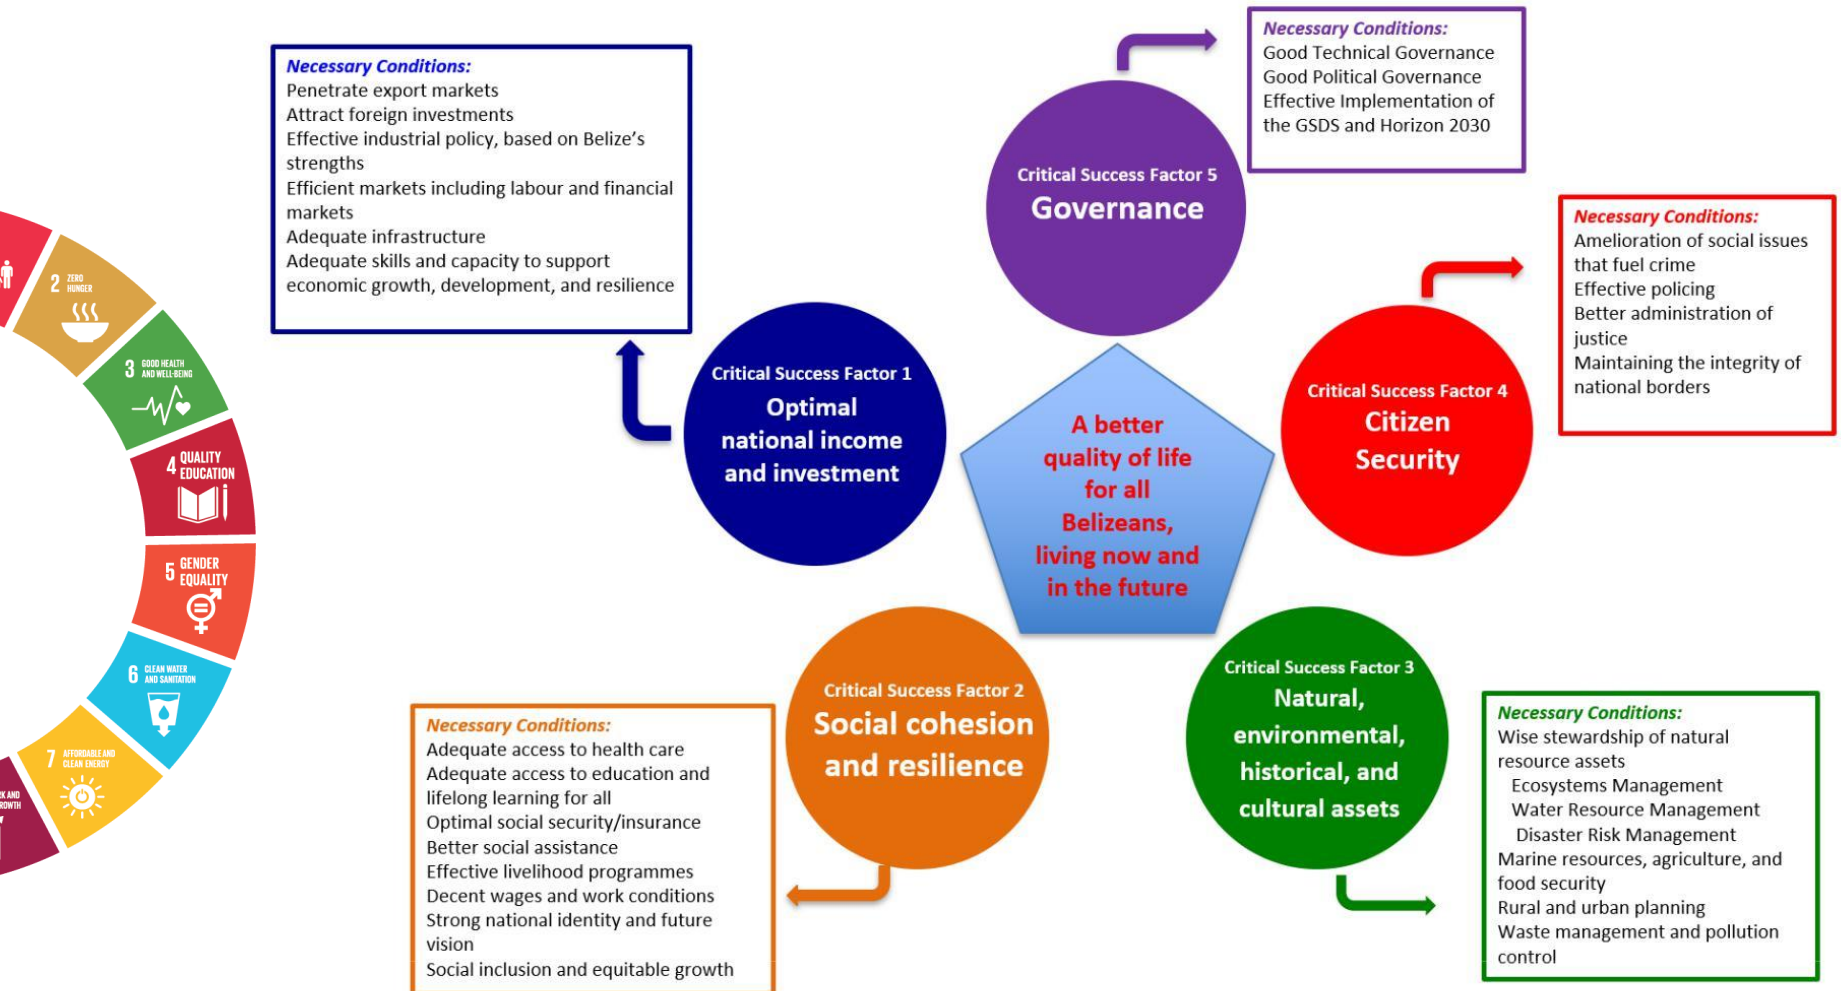 2 ZERO
HUNGER
3 GOOD HEALTH
AND WELL-BEING
4 QUALITY
EDUCATION
5 GENDER
EQUALITY
6 CLEAN WATER
AND SANITATION
7 AFFORDABLE AND
CLEAN ENERGY
AND
Necessary Conditions:
Penetrate export markets
Attract foreign investments
Effective industrial policy, based on Belize’s
strengths
Efficient markets including labour and financial
markets
Adequate infrastructure
Adequate skills and capacity to support
economic growth, development, and resilience
Critical Success Factor 1
Optimal
national income
and investment
Necessary Conditions:
Adequate access to health care
Adequate access to education and
lifelong learning for all
Optimal social security/insurance
Better social assistance
Effective livelihood programmes
Decent wages and work conditions
Strong national identity and future
vision
Social inclusion and equitable growth
Critical Success Factor 2
Social cohesion
and resilience
A better
quality of life
for all
Belizeans,
living now and
in the future
Critical Success Factor 5
Governance
Necessary Conditions:
Good Technical Governance
Good Political Governance
Effective Implementation of
the GSDS and Horizon 2030
Critical Success Factor 4
Citizen
Security
Necessary Conditions:
Amelioration of social issues
that fuel crime
Effective policing
Better administration of
justice
Maintaining the integrity of
national borders
Critical Success Factor 3
Natural,
environmental,
historical, and
cultural assets
Necessary Conditions:
Wise stewardship of natural
resource assets
Ecosystems Management
Water Resource Management
Disaster Risk Management
Marine resources, agriculture, and
food security
Rural and urban planning
Waste management and pollution
control